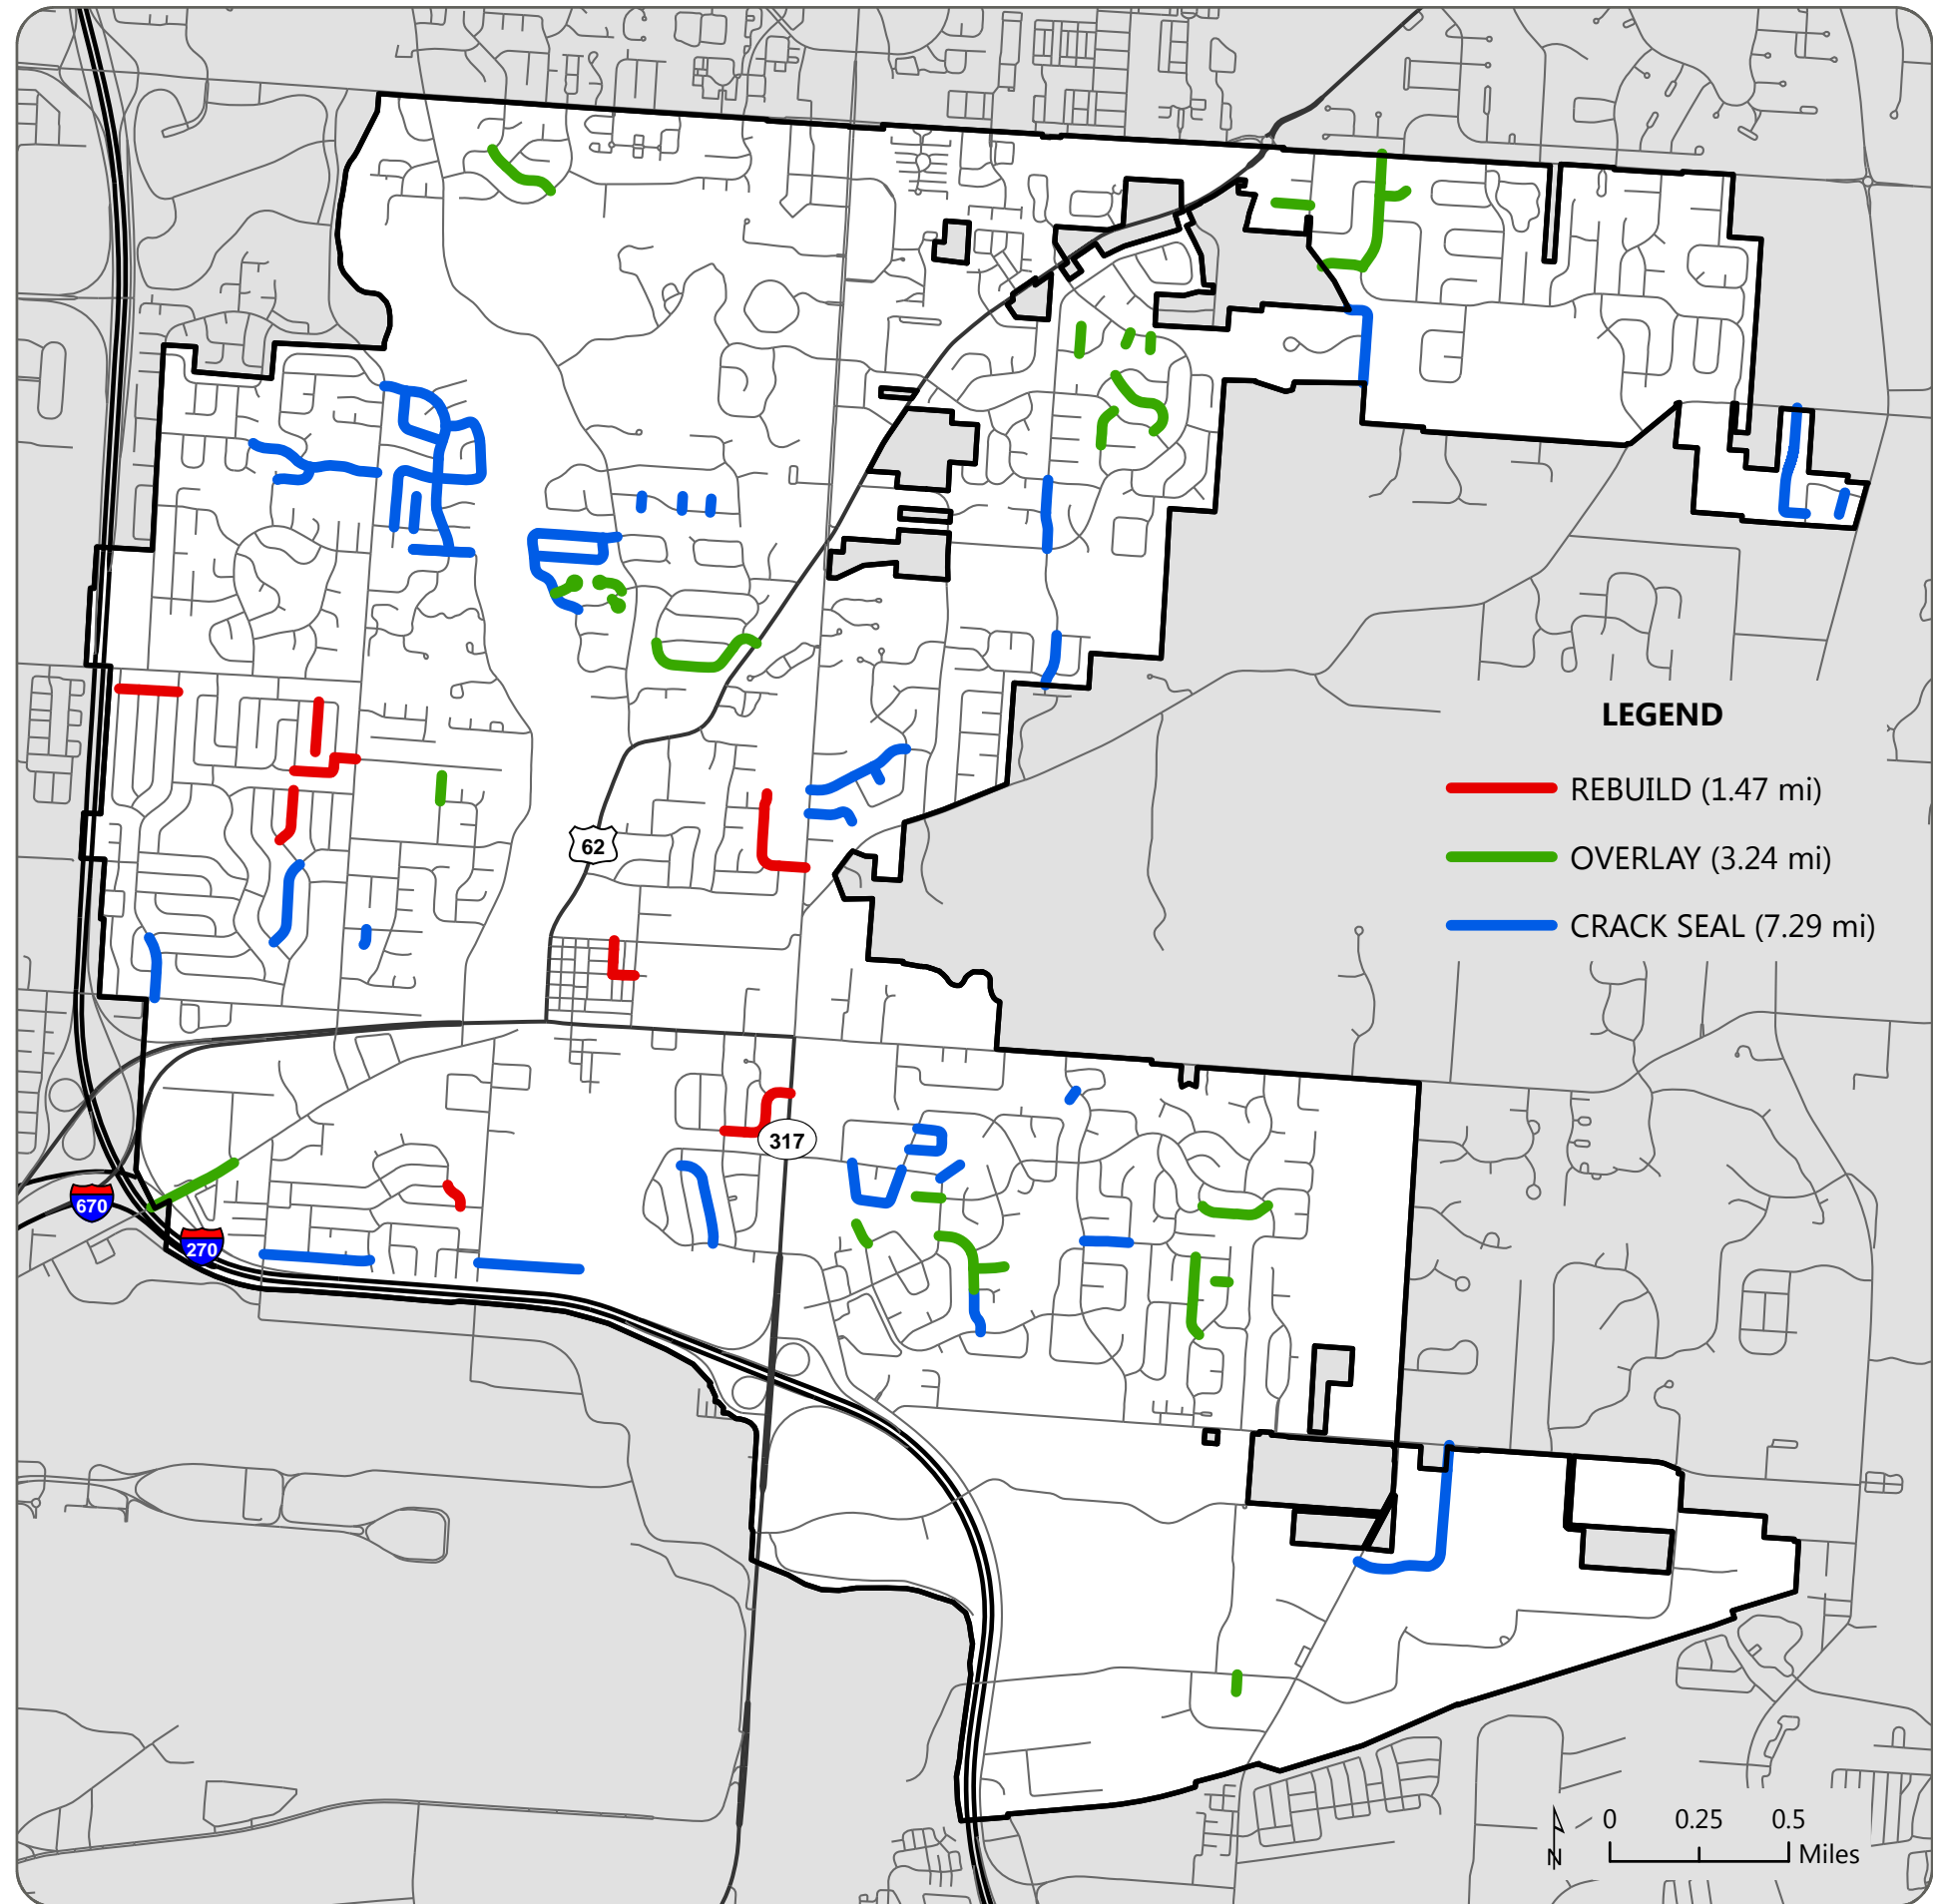 LEGEND
REBUILD (1.47 mi)
OVERLAY (3.24 mi)
CRACK SEAL (7.29 mi)
62
317
670
270
0 0.25 0.5
Miles
N